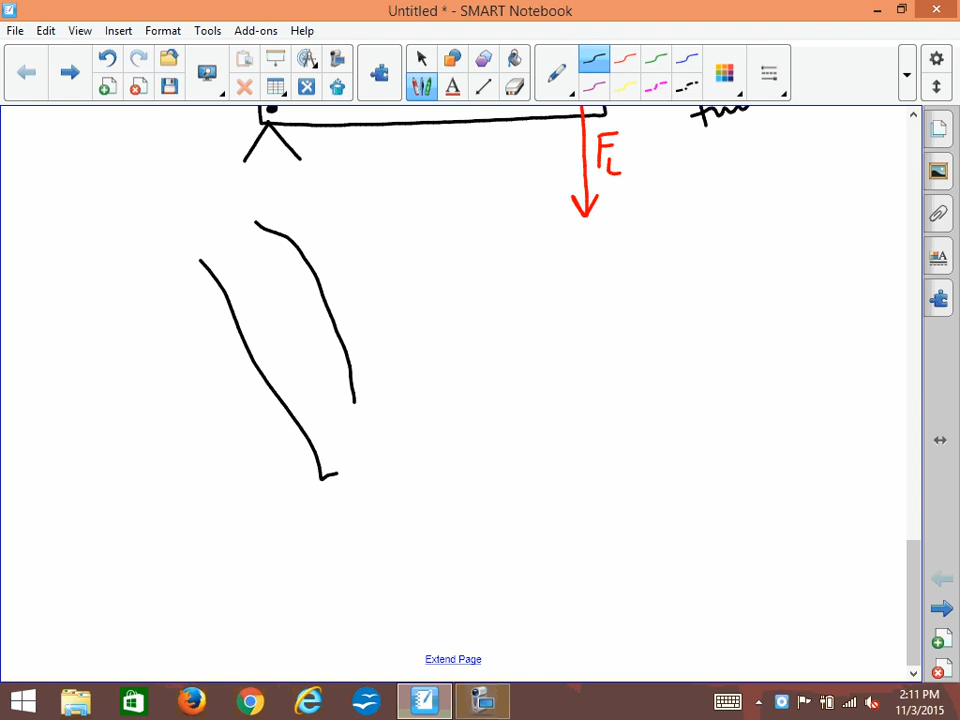 Untitled * - SMART Notebook
File Edit View Insert Format Tools Add-ons Help
FL
Extend Page
2:11 PM
11/3/2015